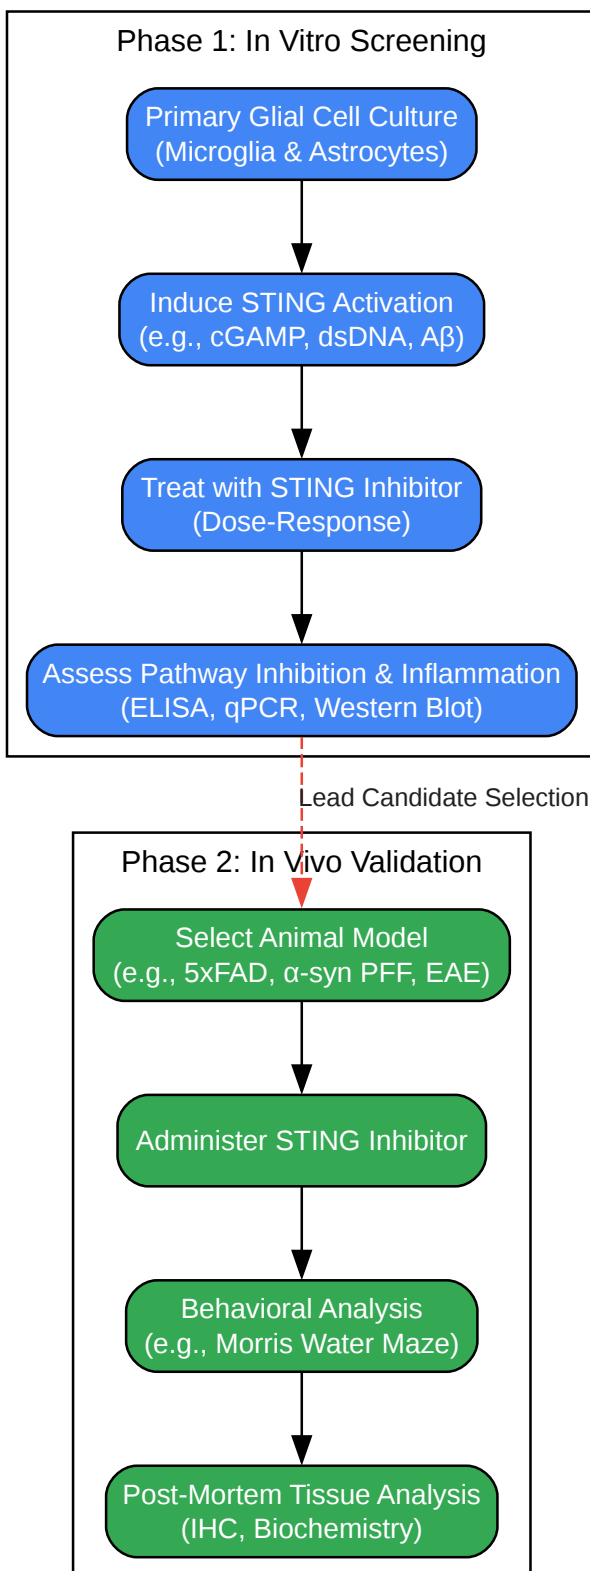 Phase 1: In Vitro Screening
Primary Glial Cell Culture
(Microglia & Astrocytes)
Induce STING Activation
(e.g., cGAMP, dsDNA, Aβ)
Treat with STING Inhibitor
(Dose-Response)
Assess Pathway Inhibition & Inflammation
(ELISA, qPCR, Western Blot)
Lead Candidate Selection
Phase 2: In Vivo Validation
Select Animal Model
(e.g., 5xFAD, α-syn PFF, EAE)
Administer STING Inhibitor
Behavioral Analysis
(e.g., Morris Water Maze)
Post-Mortem Tissue Analysis
(IHC, Biochemistry)